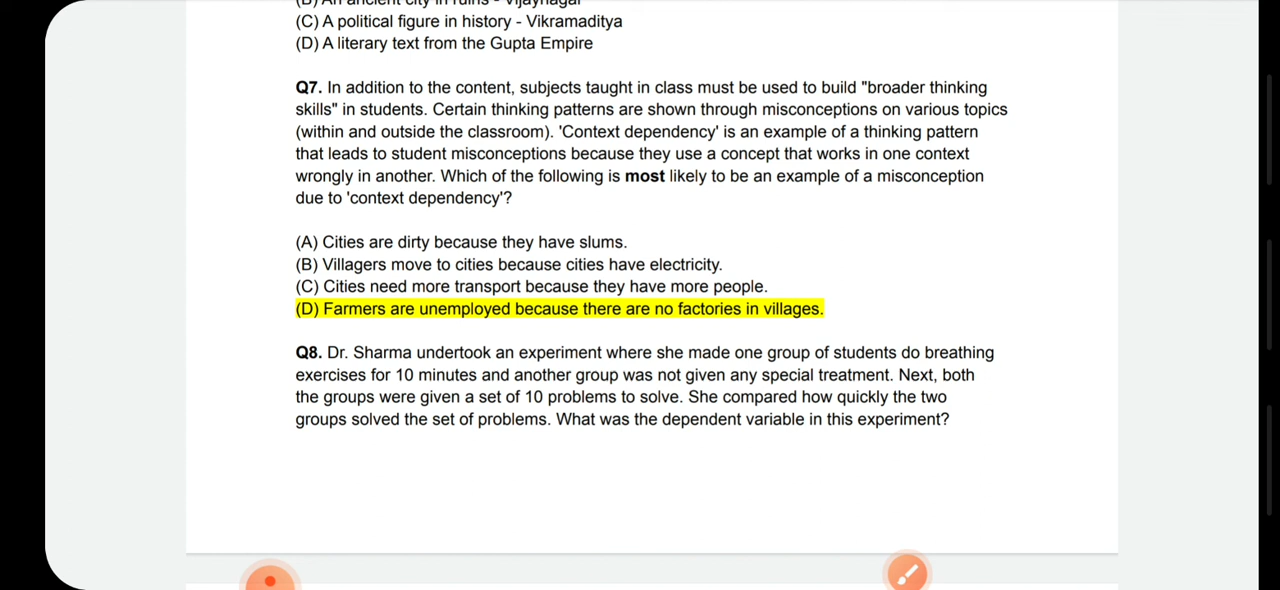 (B) An ancient city in ruins - Vijaynagar
(C) A political figure in history - Vikramaditya
(D) A literary text from the Gupta Empire
Q7. In addition to the content, subjects taught in class must be used to build "broader thinking
skills" in students. Certain thinking patterns are shown through misconceptions on various topics
(within and outside the classroom). 'Context dependency' is an example of a thinking pattern
that leads to student misconceptions because they use a concept that works in one context
wrongly in another. Which of the following is most likely to be an example of a misconception
due to 'context dependency'?
(A) Cities are dirty because they have slums.
(B) Villagers move to cities because cities have electricity.
(C) Cities need more transport because they have more people.
(D) Farmers are unemployed because there are no factories in villages.
Q8. Dr. Sharma undertook an experiment where she made one group of students do breathing
exercises for 10 minutes and another group was not given any special treatment. Next, both
the groups were given a set of 10 problems to solve. She compared how quickly the two
groups solved the set of problems. What was the dependent variable in this experiment?